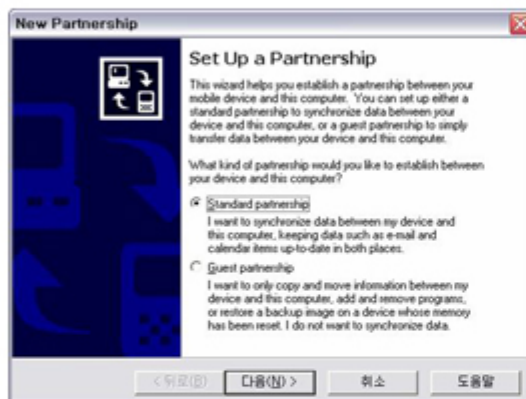 New Partnership
Set Up a Partnership
This wizard helps you establish a partnership between your
mobile device and this computer.  You can set up either a
standard partnership to synchronize data between your
device and this computer, or a guest partnership to simply
transfer data between your device and this computer.
What kind of partnership would you like to establish between
your device and this computer?
Standard partnership
I want to synchronize data between my device and
this computer, keeping data such as e-mail and
calendar items up-to-date in both places.
Guest partnership
I want to only copy and move information between my
device and this computer, add and remove programs,
or restore a backup image on a device whose memory
has been reset. I do not want to synchronize data.
< 뒤로(B) 다음(N) > 취소 도움말